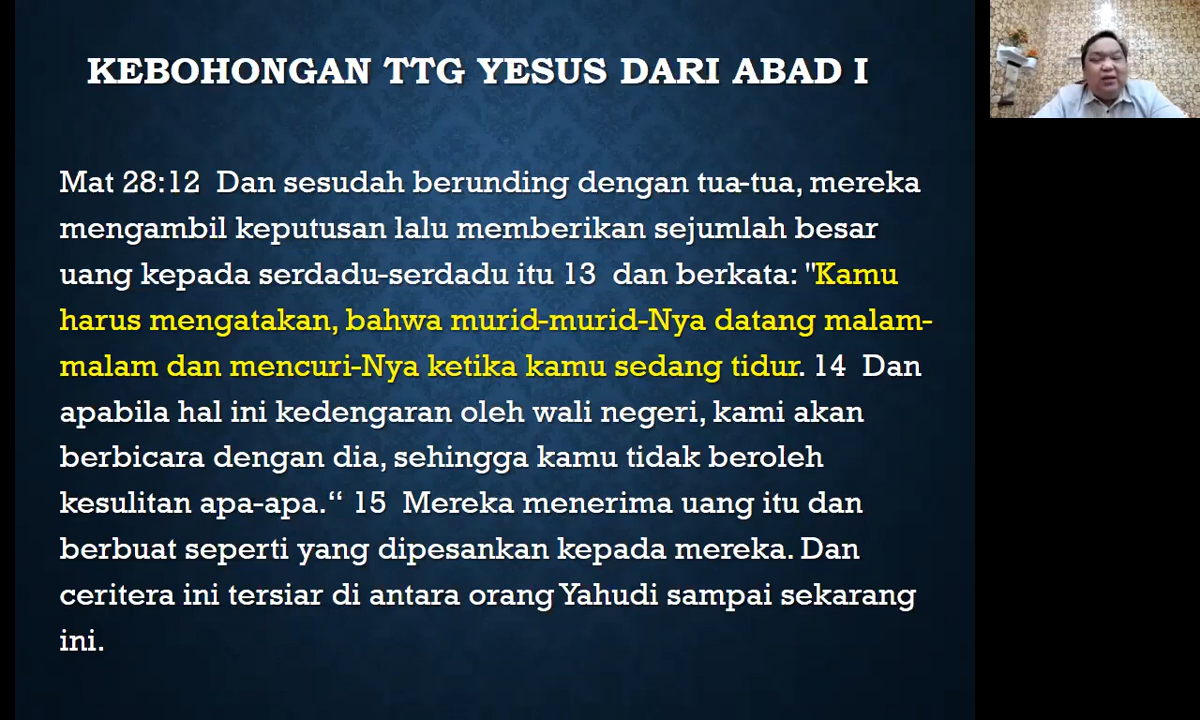 KEBOHONGAN TTG YESUS DARI ABAD I
Mat 28:12  Dan sesudah berunding dengan tua-tua, mereka
mengambil keputusan lalu memberikan sejumlah besar
uang kepada serdadu-serdadu itu 13  dan berkata: "Kamu
harus mengatakan, bahwa murid-murid-Nya datang malam-
malam dan mencuri-Nya ketika kamu sedang tidur. 14  Dan
apabila hal ini kedengaran oleh wali negeri, kami akan
berbicara dengan dia, sehingga kamu tidak beroleh
kesulitan apa-apa.“ 15  Mereka menerima uang itu dan
berbuat seperti yang dipesankan kepada mereka. Dan
ceritera ini tersiar di antara orang Yahudi sampai sekarang
ini.